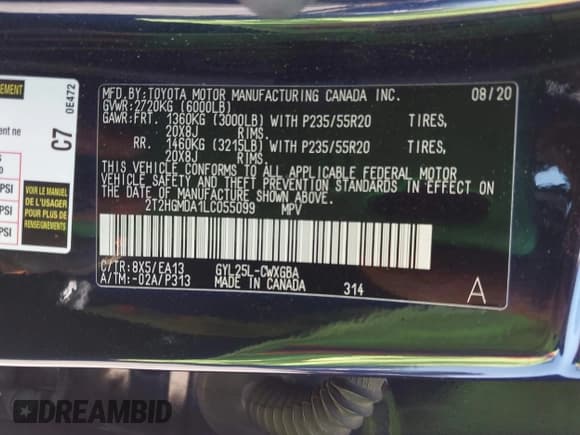 MFD.BY:TOYOTA MOTOR MANUFACTURING CANADA INC. 08/20
GVWR:2720KG (6000LB)
GAWR:FRT. 1360KG (3000LB) WITH P235/55R20 TIRES,
20X8J RIMS.
RR. 1460KG (3215LB) WITH P235/55R20 TIRES,
20X8J RIMS.
THIS VEHICLE CONFORMS TO ALL APPLICABLE FEDERAL MOTOR
VEHICLE SAFETY AND THEFT PREVENTION STANDARDS IN EFFECT ON
THE DATE OF MANUFACTURE SHOWN ABOVE.
2T2HGMDA1LC055099 MPV
C/TR:8X5/EA13 GYL25L-CWXGBA
A/TM:-02A/P313 MADE IN CANADA 314 A
0E472
C7
PSI
PSI
VOIR LE MANUEL
DE L'USAGER
POUR PLUS DE
RENSEIGNEMENTS
DREAMBID